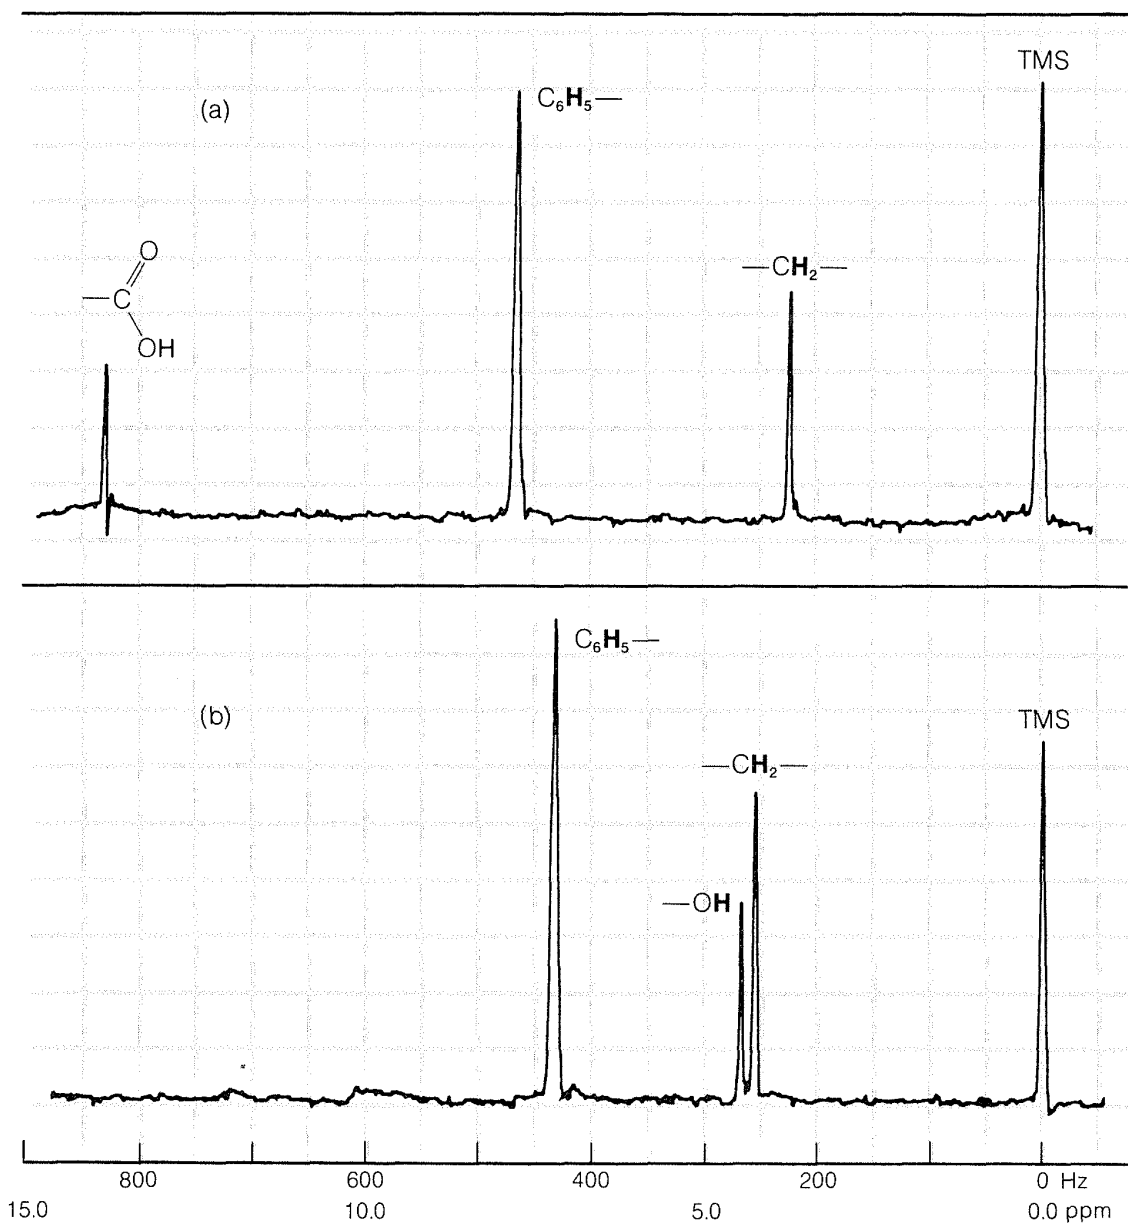 TMS
(a)
C₆H₅—
—CH₂—
O
—C
OH
C₆H₅—
(b)
TMS
—CH₂—
—OH
800 600 400 200 0 Hz
15.0 10.0 5.0 0.0 ppm